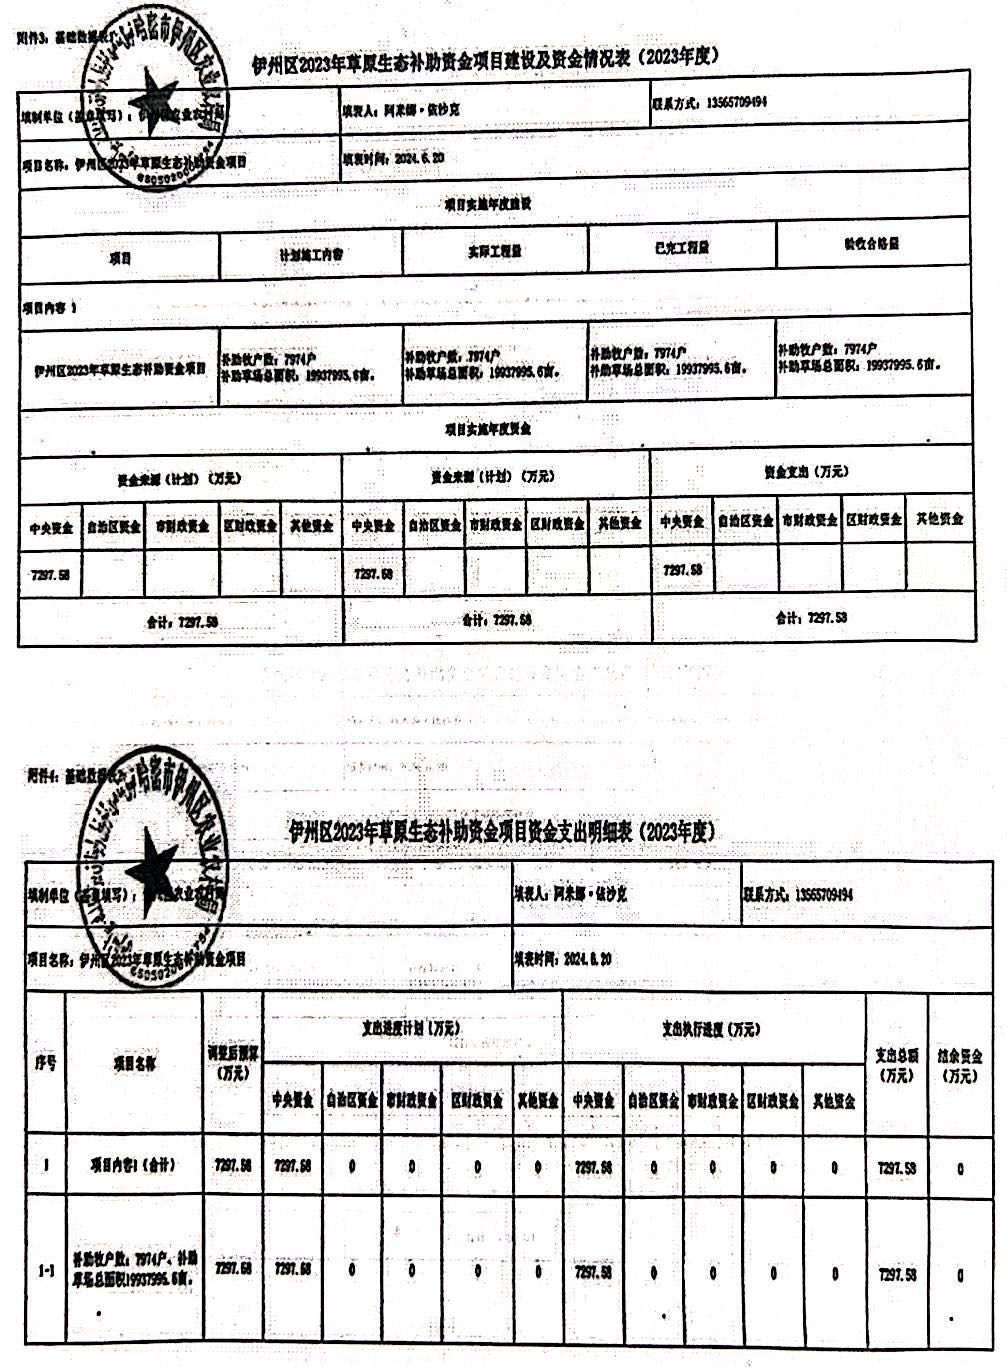 附件3：基础数据表1
伊州区2023年草原生态补助资金项目建设及资金情况表（2023年度）
填制单位（盖章填写）：伊州区农业农村局 填表人：阿米娜·依沙克 联系方式：13565709494
项目名称：伊州区2023年草原生态补助资金项目 填表时间：2024.6.20
项目实施年度建设
项目 计划施工内容 实际工程量 已完工程量 验收合格量
项目内容 1
伊州区2023年草原生态补助资金项目 补助牧户数：7974户 补助牧户数：7974户 补助牧户数：7974户 补助牧户数：7974户
补助草场总面积：19937995.6亩。 补助草场总面积：19937995.6亩。 补助草场总面积：19937995.6亩。 补助草场总面积：19937995.6亩。
项目实施年度资金
资金来源（计划）（万元） 资金来源（计划）（万元） 资金支出（万元）
中央资金 自治区资金 市财政资金 区财政资金 其他资金 中央资金 自治区资金 市财政资金 区财政资金 其他资金 中央资金 自治区资金 市财政资金 区财政资金 其他资金
7297.58 7297.58 7297.58
合计：7297.58 合计：7297.58 合计：7297.58
附件4：基础数据表2
伊州区2023年草原生态补助资金项目资金支出明细表（2023年度）
填制单位（盖章填写）：伊州区农业农村局 填表人：阿米娜·依沙克 联系方式：13565709494
项目名称：伊州区2023年草原生态补助资金项目 填表时间：2024.6.20
序号 项目名称 调整后预算（万元） 支出进度计划（万元） 支出执行进度（万元） 支出总额（万元） 结余资金（万元）
中央资金 自治区资金 市财政资金 区财政资金 其他资金 中央资金 自治区资金 市财政资金 区财政资金 其他资金
1 项目内容1（合计） 7297.58 7297.58 0 0 0 0 7297.58 0 0 0 0 7297.58 0
1-1 补助牧户数：7974户、补助草场总面积19937995.6亩。 7297.58 7297.58 0 0 0 0 7297.58 0 0 0 0 7297.58 0